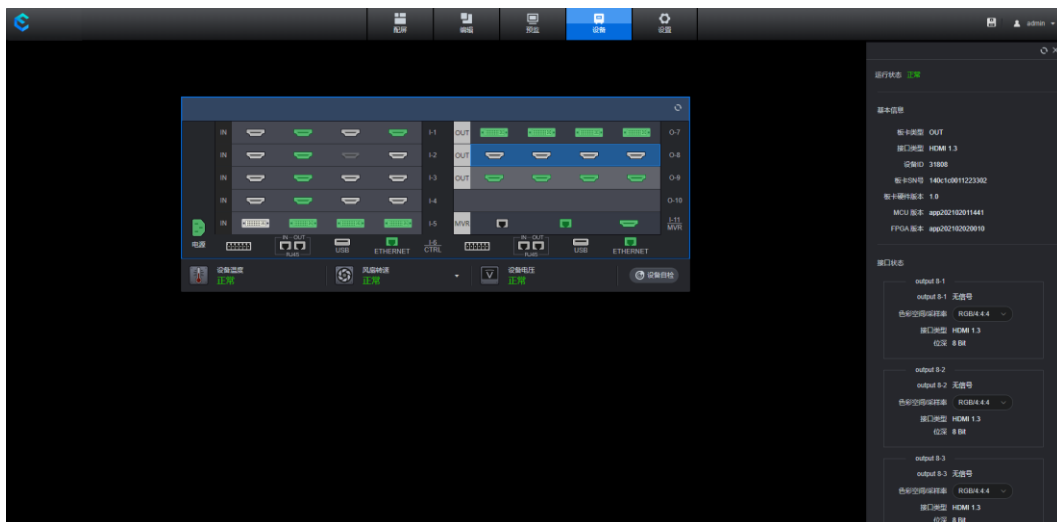 配屏
编组
预监
设备
设置
admin
运行状态 正常
基本信息
板卡类型 OUT
接口类型 HDMI 1.3
设备ID 31808
板卡SN号 140c1c0011223302
板卡硬件版本 1.0
MCU 版本 app202102011441
FPGA 版本 app202102020010
接口状态
output 8-1
output 8-1 无信号
色彩空间/采样率 RGB/4:4:4
接口类型 HDMI 1.3
位深 8 Bit
output 8-2
output 8-2 无信号
色彩空间/采样率 RGB/4:4:4
接口类型 HDMI 1.3
位深 8 Bit
output 8-3
output 8-3 无信号
色彩空间/采样率 RGB/4:4:4
接口类型 HDMI 1.3
位深 8 Bit
IN I-1 OUT O-7
IN I-2 OUT O-8
IN I-3 OUT O-9
IN I-4 O-10
IN I-5 MVR I-11
MVR
电源 IN - OUT RJ45 USB ETHERNET I-6 CTRL IN - OUT RJ45 USB ETHERNET
设备温度 正常
风扇转速 正常
设备电压 正常
设备自检